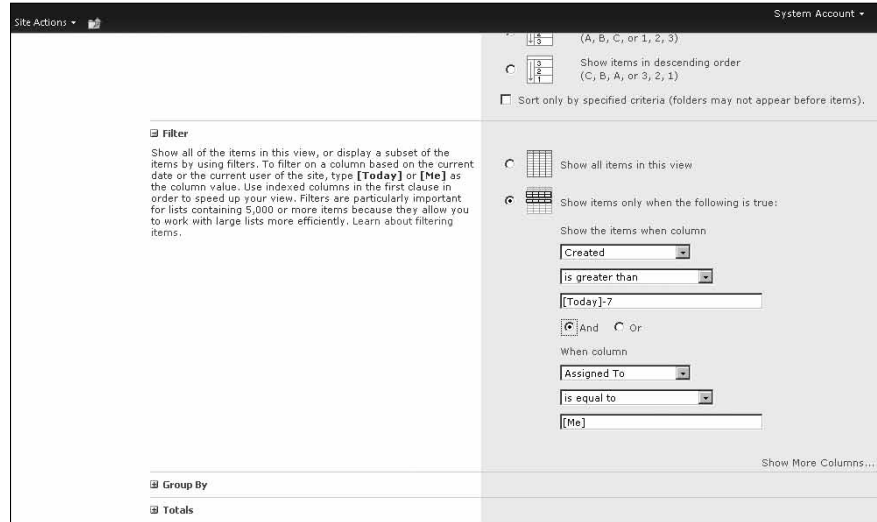 System Account
Site Actions
(A, B, C, or 1, 2, 3)
Show items in descending order
(C, B, A, or 3, 2, 1)
Sort only by specified criteria (folders may not appear before items).
Filter
Show all of the items in this view, or display a subset of the
items by using filters. To filter on a column based on the current
date or the current user of the site, type [Today] or [Me] as
the column value. Use indexed columns in the first clause in
order to speed up your view. Filters are particularly important
for lists containing 5,000 or more items because they allow you
to work with large lists more efficiently. Learn about filtering
items.
Show all items in this view
Show items only when the following is true:
Show the items when column
Created
is greater than
[Today]-7
And Or
When column
Assigned To
is equal to
[Me]
Show More Columns...
Group By
Totals